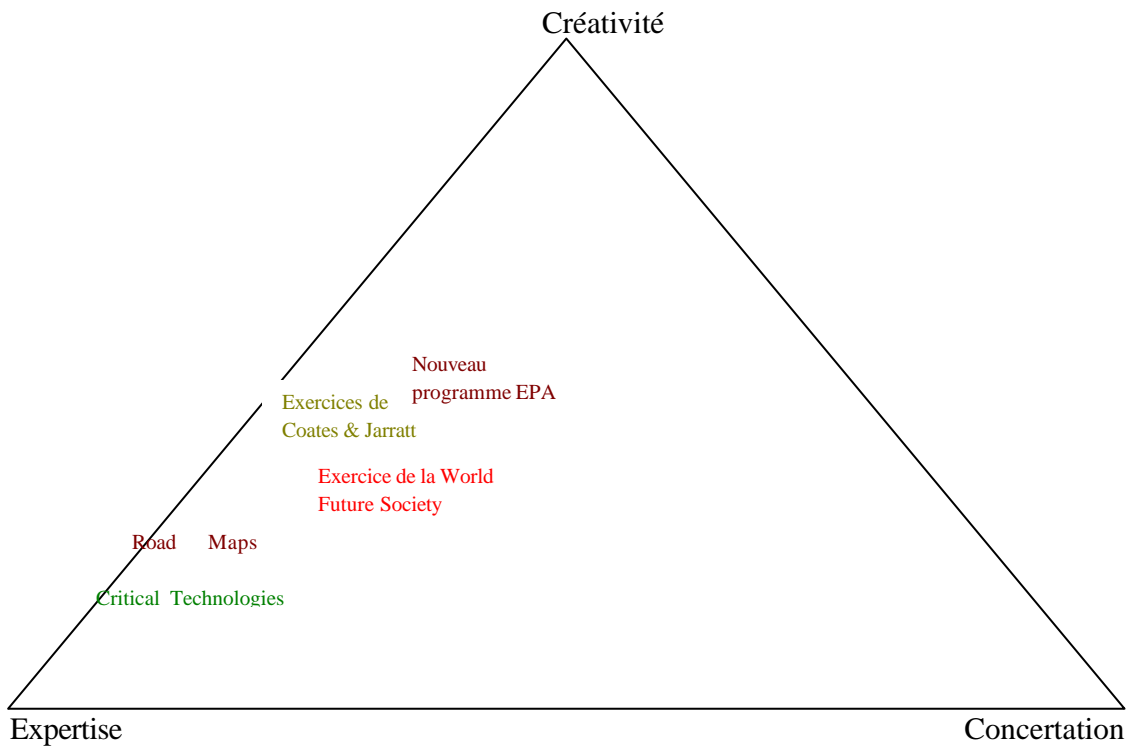 Créativité
Nouveau
programme EPA
Exercices de
Coates & Jarratt
Exercice de la World
Future Society
Road Maps
Critical Technologies
Expertise
Concertation